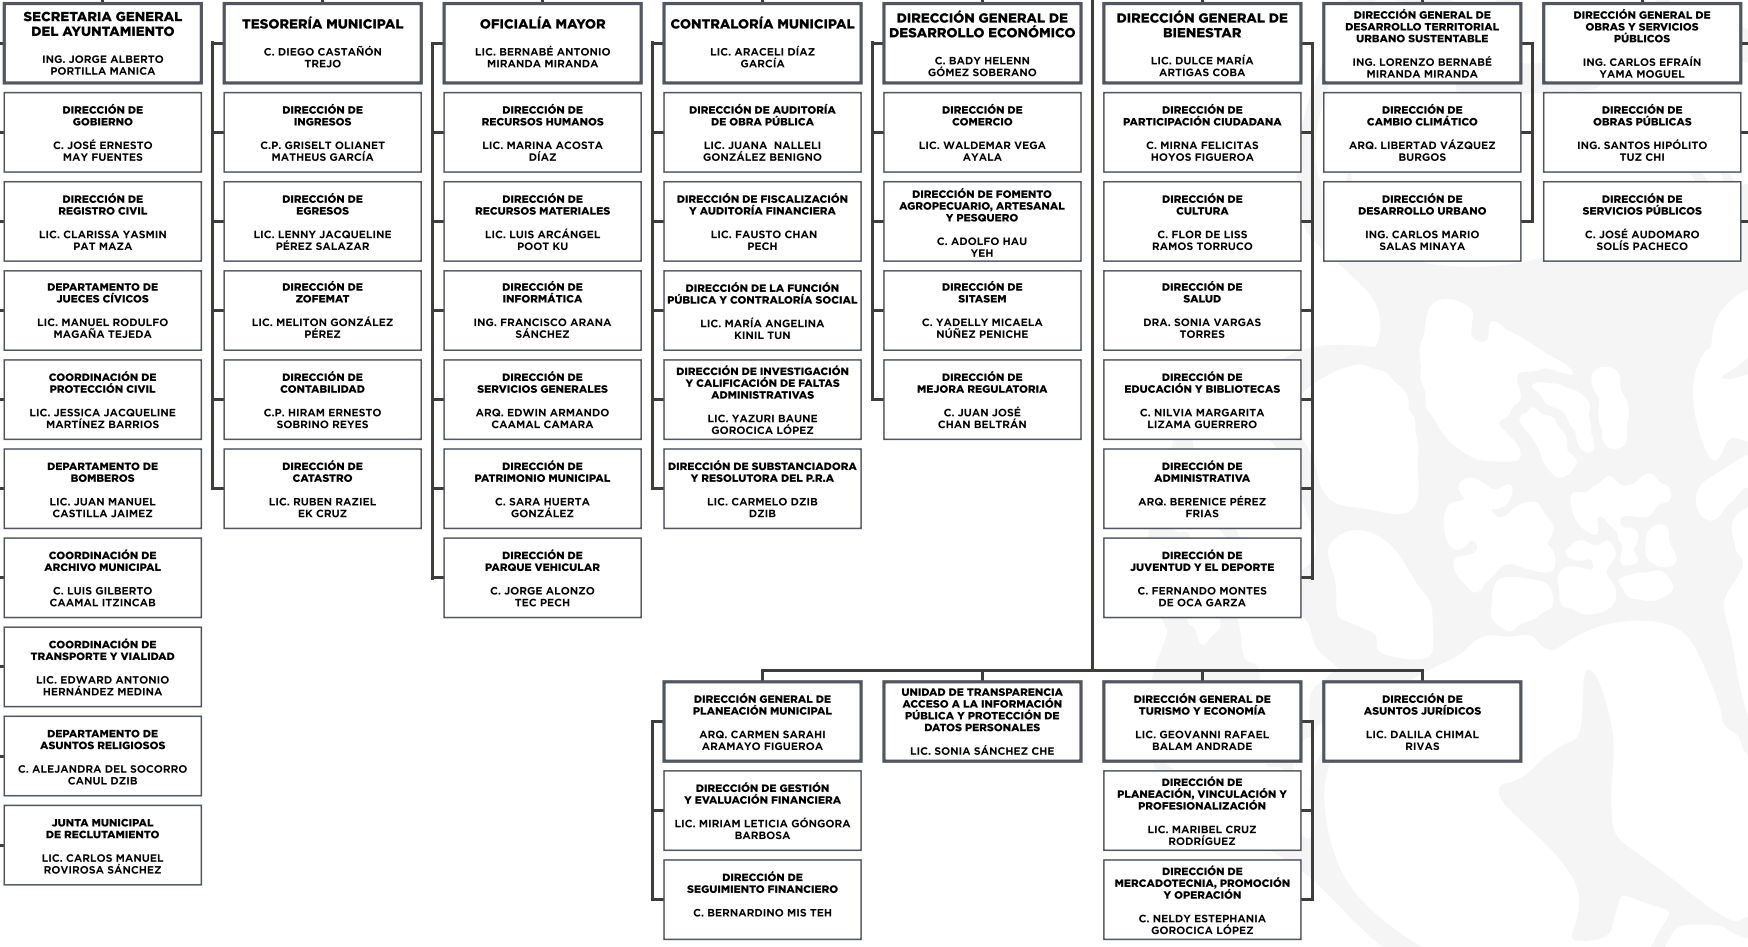 SECRETARIA GENERAL
DEL AYUNTAMIENTO
ING. JORGE ALBERTO
PORTILLA MANICA
DIRECCIÓN DE
GOBIERNO
C. JOSÉ ERNESTO
MAY FUENTES
DIRECCIÓN DE
REGISTRO CIVIL
LIC. CLARISSA YASMIN
PAT MAZA
DEPARTAMENTO DE
JUECES CÍVICOS
LIC. MANUEL RODULFO
MAGAÑA TEJEDA
COORDINACIÓN DE
PROTECCIÓN CIVIL
LIC. JESSICA JACQUELINE
MARTÍNEZ BARRIOS
DEPARTAMENTO DE
BOMBEROS
LIC. JUAN MANUEL
CASTILLA JAIMEZ
COORDINACIÓN DE
ARCHIVO MUNICIPAL
C. LUIS GILBERTO
CAAMAL ITZINCAB
COORDINACIÓN DE
TRANSPORTE Y VIALIDAD
LIC. EDWARD ANTONIO
HERNÁNDEZ MEDINA
DEPARTAMENTO DE
ASUNTOS RELIGIOSOS
C. ALEJANDRA DEL SOCORRO
CANUL DZIB
JUNTA MUNICIPAL
DE RECLUTAMIENTO
LIC. CARLOS MANUEL
ROVIROSA SÁNCHEZ
TESORERÍA MUNICIPAL
C. DIEGO CASTAÑÓN
TREJO
DIRECCIÓN DE
INGRESOS
C.P. GRISELT OLIANET
MATHEUS GARCÍA
DIRECCIÓN DE
EGRESOS
LIC. LENNY JACQUELINE
PÉREZ SALAZAR
DIRECCIÓN DE
ZOFEMAT
LIC. MELITON GONZÁLEZ
PÉREZ
DIRECCIÓN DE
CONTABILIDAD
C.P. HIRAM ERNESTO
SOBRINO REYES
DIRECCIÓN DE
CATASTRO
LIC. RUBEN RAZIEL
EK CRUZ
OFICIALÍA MAYOR
LIC. BERNABÉ ANTONIO
MIRANDA MIRANDA
DIRECCIÓN DE
RECURSOS HUMANOS
LIC. MARINA ACOSTA
DÍAZ
DIRECCIÓN DE
RECURSOS MATERIALES
LIC. LUIS ARCÁNGEL
POOT KU
DIRECCIÓN DE
INFORMÁTICA
ING. FRANCISCO ARANA
SÁNCHEZ
DIRECCIÓN DE
SERVICIOS GENERALES
ARQ. EDWIN ARMANDO
CAAMAL CAMARA
DIRECCIÓN DE
PATRIMONIO MUNICIPAL
C. SARA HUERTA
GONZÁLEZ
DIRECCIÓN DE
PARQUE VEHICULAR
C. JORGE ALONZO
TEC PECH
CONTRALORÍA MUNICIPAL
LIC. ARACELI DÍAZ
GARCÍA
DIRECCIÓN DE AUDITORÍA
DE OBRA PÚBLICA
LIC. JUANA NALLELI
GONZÁLEZ BENIGNO
DIRECCIÓN DE FISCALIZACIÓN
Y AUDITORÍA FINANCIERA
LIC. FAUSTO CHAN
PECH
DIRECCIÓN DE LA FUNCIÓN
PÚBLICA Y CONTRALORÍA SOCIAL
LIC. MARÍA ANGELINA
KINIL TUN
DIRECCIÓN DE INVESTIGACIÓN
Y CALIFICACIÓN DE FALTAS
ADMINISTRATIVAS
LIC. YAZURI BAUNE
GOROCICA LÓPEZ
DIRECCIÓN DE SUBSTANCIADORA
Y RESOLUTORA DEL P.R.A
LIC. CARMELO DZIB
DZIB
DIRECCIÓN GENERAL DE
DESARROLLO ECONÓMICO
C. BADY HELENN
GÓMEZ SOBERANO
DIRECCIÓN DE
COMERCIO
LIC. WALDEMAR VEGA
AYALA
DIRECCIÓN DE FOMENTO
AGROPECUARIO, ARTESANAL
Y PESQUERO
C. ADOLFO HAU
YEH
DIRECCIÓN DE
SITASEM
C. YADELLY MICAELA
NÚÑEZ PENICHE
DIRECCIÓN DE
MEJORA REGULATORIA
C. JUAN JOSÉ
CHAN BELTRÁN
DIRECCIÓN GENERAL DE
BIENESTAR
LIC. DULCE MARÍA
ARTIGAS COBA
DIRECCIÓN DE
PARTICIPACIÓN CIUDADANA
C. MIRNA FELICITAS
HOYOS FIGUEROA
DIRECCIÓN DE
CULTURA
C. FLOR DE LISS
RAMOS TORRUCO
DIRECCIÓN DE
SALUD
DRA. SONIA VARGAS
TORRES
DIRECCIÓN DE
EDUCACIÓN Y BIBLIOTECAS
C. NILVIA MARGARITA
LIZAMA GUERRERO
DIRECCIÓN DE
ADMINISTRATIVA
ARQ. BERENICE PÉREZ
FRIAS
DIRECCIÓN DE
JUVENTUD Y EL DEPORTE
C. FERNANDO MONTES
DE OCA GARZA
DIRECCIÓN GENERAL DE
DESARROLLO TERRITORIAL
URBANO SUSTENTABLE
ING. LORENZO BERNABÉ
MIRANDA MIRANDA
DIRECCIÓN DE
CAMBIO CLIMÁTICO
ARQ. LIBERTAD VÁZQUEZ
BURGOS
DIRECCIÓN DE
DESARROLLO URBANO
ING. CARLOS MARIO
SALAS MINAYA
DIRECCIÓN GENERAL DE
OBRAS Y SERVICIOS
PÚBLICOS
ING. CARLOS EFRAÍN
YAMA MOGUEL
DIRECCIÓN DE
OBRAS PÚBLICAS
ING. SANTOS HIPÓLITO
TUZ CHI
DIRECCIÓN DE
SERVICIOS PÚBLICOS
C. JOSÉ AUDOMARO
SOLÍS PACHECO
DIRECCIÓN GENERAL DE
PLANEACIÓN MUNICIPAL
ARQ. CARMEN SARAHI
ARAMAYO FIGUEROA
DIRECCIÓN DE GESTIÓN
Y EVALUACIÓN FINANCIERA
LIC. MIRIAM LETICIA GÓNGORA
BARBOSA
DIRECCIÓN DE
SEGUIMIENTO FINANCIERO
C. BERNARDINO MIS TEH
UNIDAD DE TRANSPARENCIA
ACCESO A LA INFORMACIÓN
PÚBLICA Y PROTECCIÓN DE
DATOS PERSONALES
LIC. SONIA SÁNCHEZ CHE
DIRECCIÓN GENERAL DE
TURISMO Y ECONOMÍA
LIC. GEOVANNI RAFAEL
BALAM ANDRADE
DIRECCIÓN DE
PLANEACIÓN, VINCULACIÓN Y
PROFESIONALIZACIÓN
LIC. MARIBEL CRUZ
RODRÍGUEZ
DIRECCIÓN DE
MERCADOTECNIA, PROMOCIÓN
Y OPERACIÓN
C. NELDY ESTEPHANIA
GOROCICA LÓPEZ
DIRECCIÓN DE
ASUNTOS JURÍDICOS
LIC. DALILA CHIMAL
RIVAS